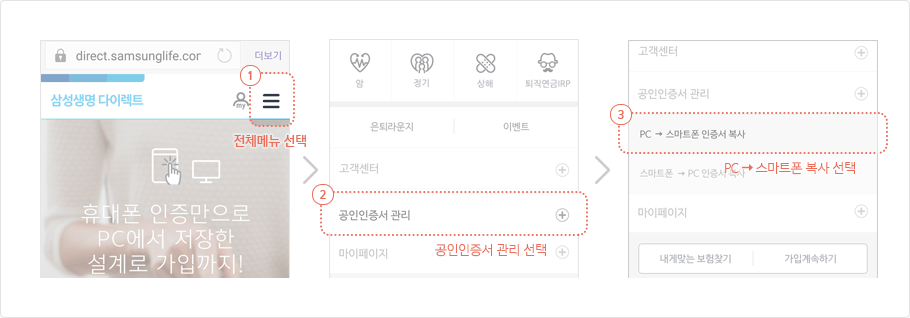 direct.samsunglife.cor
더보기
1
삼성생명 다이렉트
my
전체메뉴 선택
휴대폰 인증만으로
PC에서 저장한
설계로 가입까지!
암
정기
상해
퇴직연금IRP
은퇴라운지
이벤트
고객센터
2
공인인증서 관리
마이페이지
공인인증서 관리 선택
고객센터
공인인증서 관리
3
PC → 스마트폰 인증서 복사
PC → 스마트폰 복사 선택
스마트폰 → PC 인증서 복사
마이페이지
내게맞는 보험찾기
가입계속하기